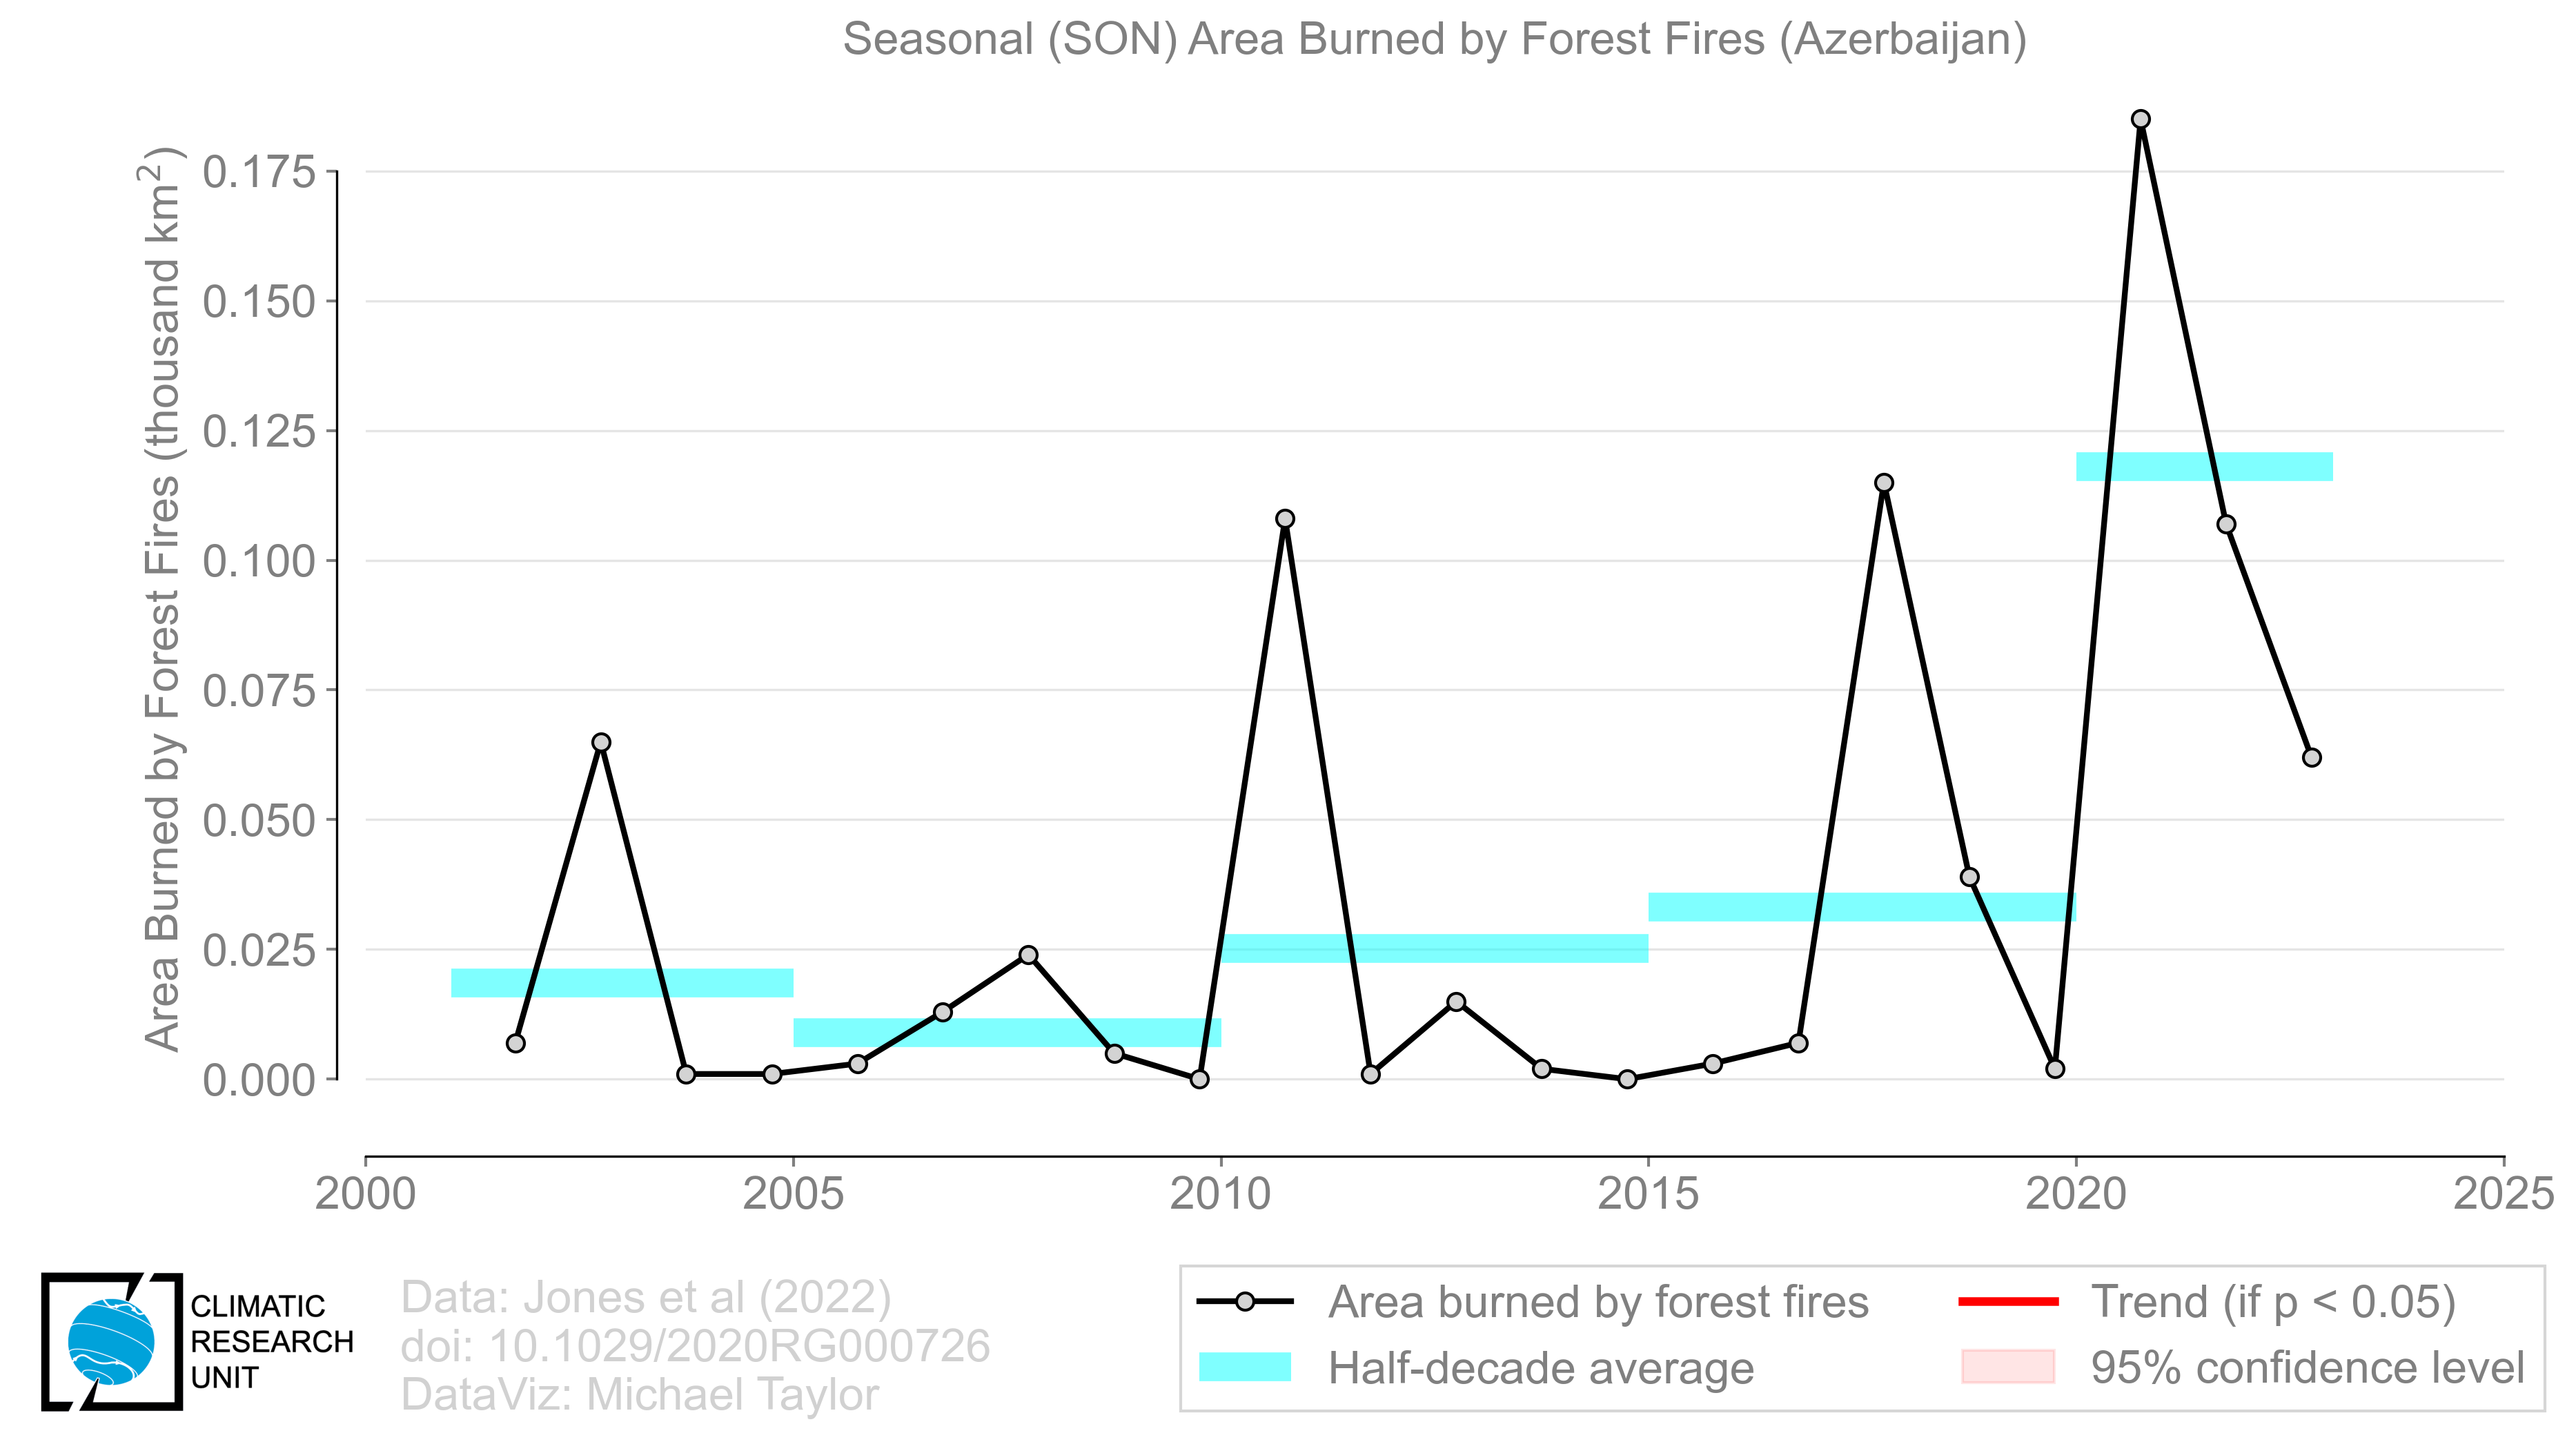 Seasonal (SON) Area Burned by Forest Fires (Azerbaijan)
Area Burned by Forest Fires (thousand km²)
0.175
0.150
0.125
0.100
0.075
0.050
0.025
0.000
2000
2005
2010
2015
2020
2025
CLIMATIC
RESEARCH
UNIT
Data: Jones et al (2022)
doi: 10.1029/2020RG000726
DataViz: Michael Taylor
Area burned by forest fires
Half-decade average
Trend (if p < 0.05)
95% confidence level